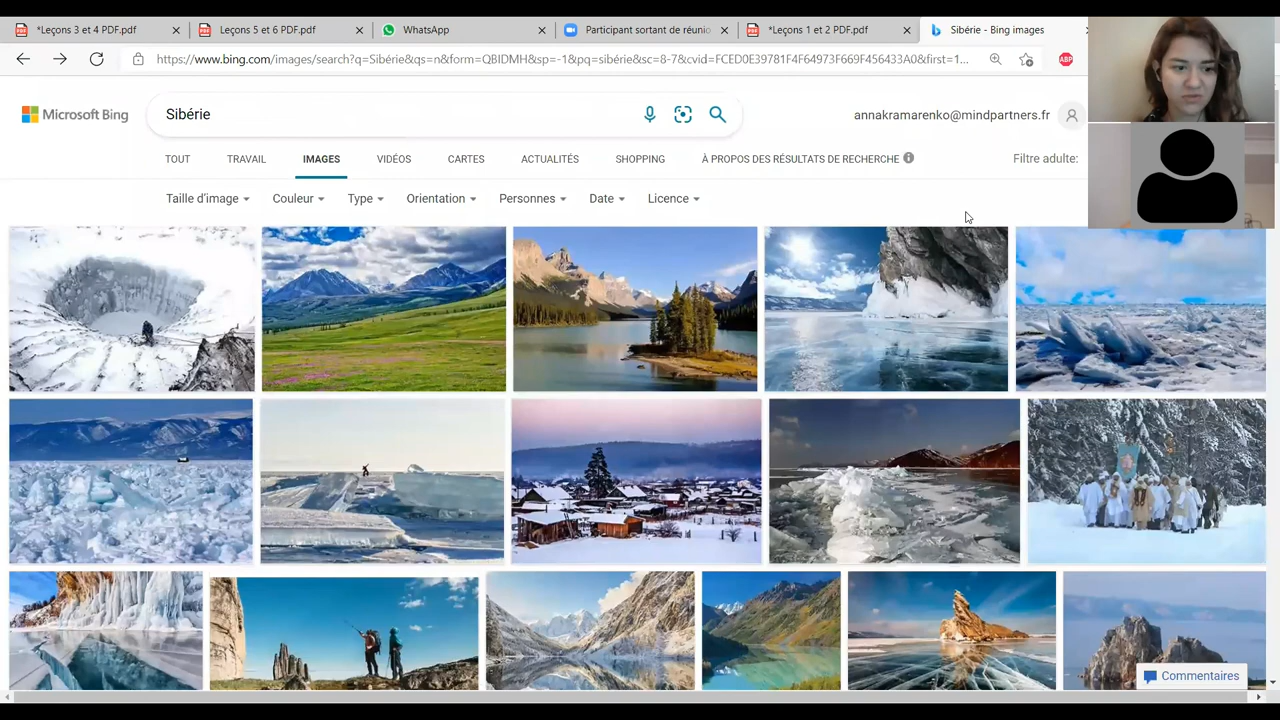 *Leçons 3 et 4 PDF.pdf
Leçons 5 et 6 PDF.pdf
WhatsApp
Participant sortant de réunio
*Leçons 1 et 2 PDF.pdf
Sibérie - Bing images
https://www.bing.com/images/search?q=Sibérie&qs=n&form=QBIDMH&sp=-1&pq=sibérie&sc=8-7&cvid=FCED0E39781F4F64973F669F456433A0&first=1...
ABP
Microsoft Bing
Sibérie
annakramarenko@mindpartners.fr
TOUT TRAVAIL IMAGES VIDÉOS CARTES ACTUALITÉS SHOPPING À PROPOS DES RÉSULTATS DE RECHERCHE
Filtre adulte:
Taille d'image Couleur Type Orientation Personnes Date Licence
Commentaires